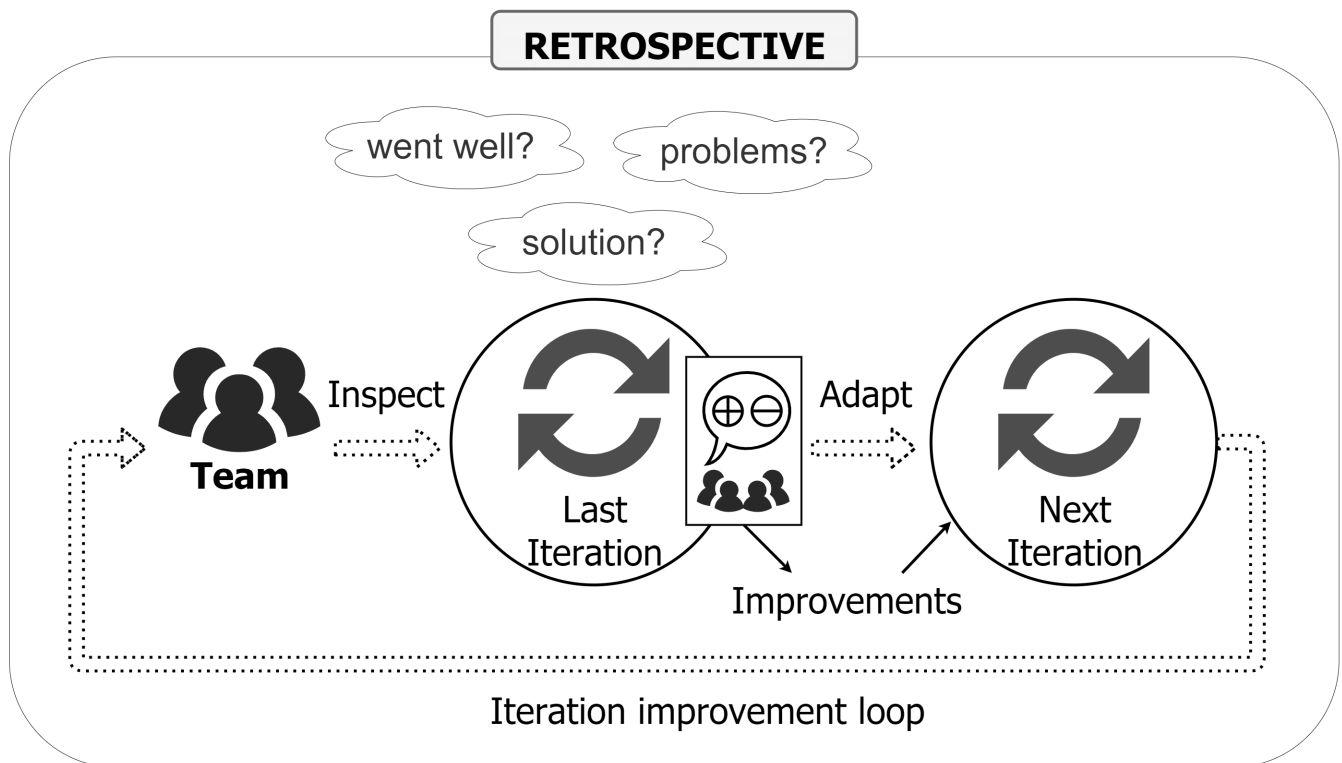 RETROSPECTIVE
went well?
problems?
solution?
Inspect
Adapt
Team
Last
Iteration
Next
Iteration
Improvements
Iteration improvement loop